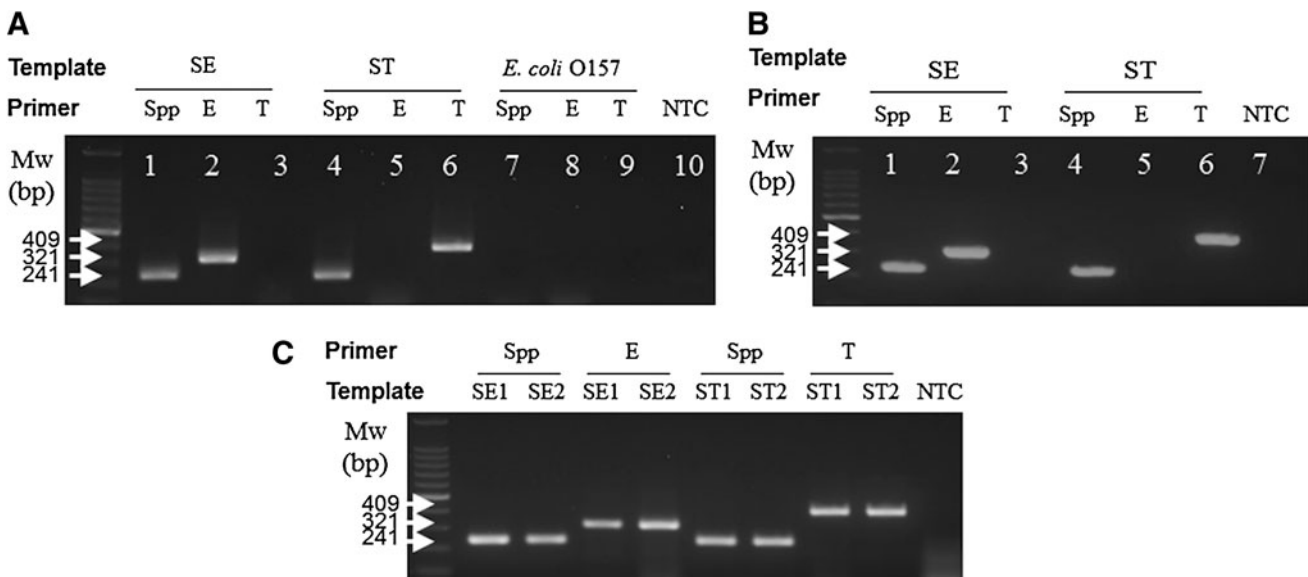 A
Template SE ST E. coli O157
Primer Spp E T Spp E T Spp E T NTC
Mw
(bp)
1 2 3 4 5 6 7 8 9 10
409
321
241
B
Template
SE ST
Primer
Spp E T Spp E T NTC
Mw
(bp)
1 2 3 4 5 6 7
409
321
241
C
Primer Spp E Spp T
Template SE1 SE2 SE1 SE2 ST1 ST2 ST1 ST2 NTC
Mw
(bp)
409
321
241